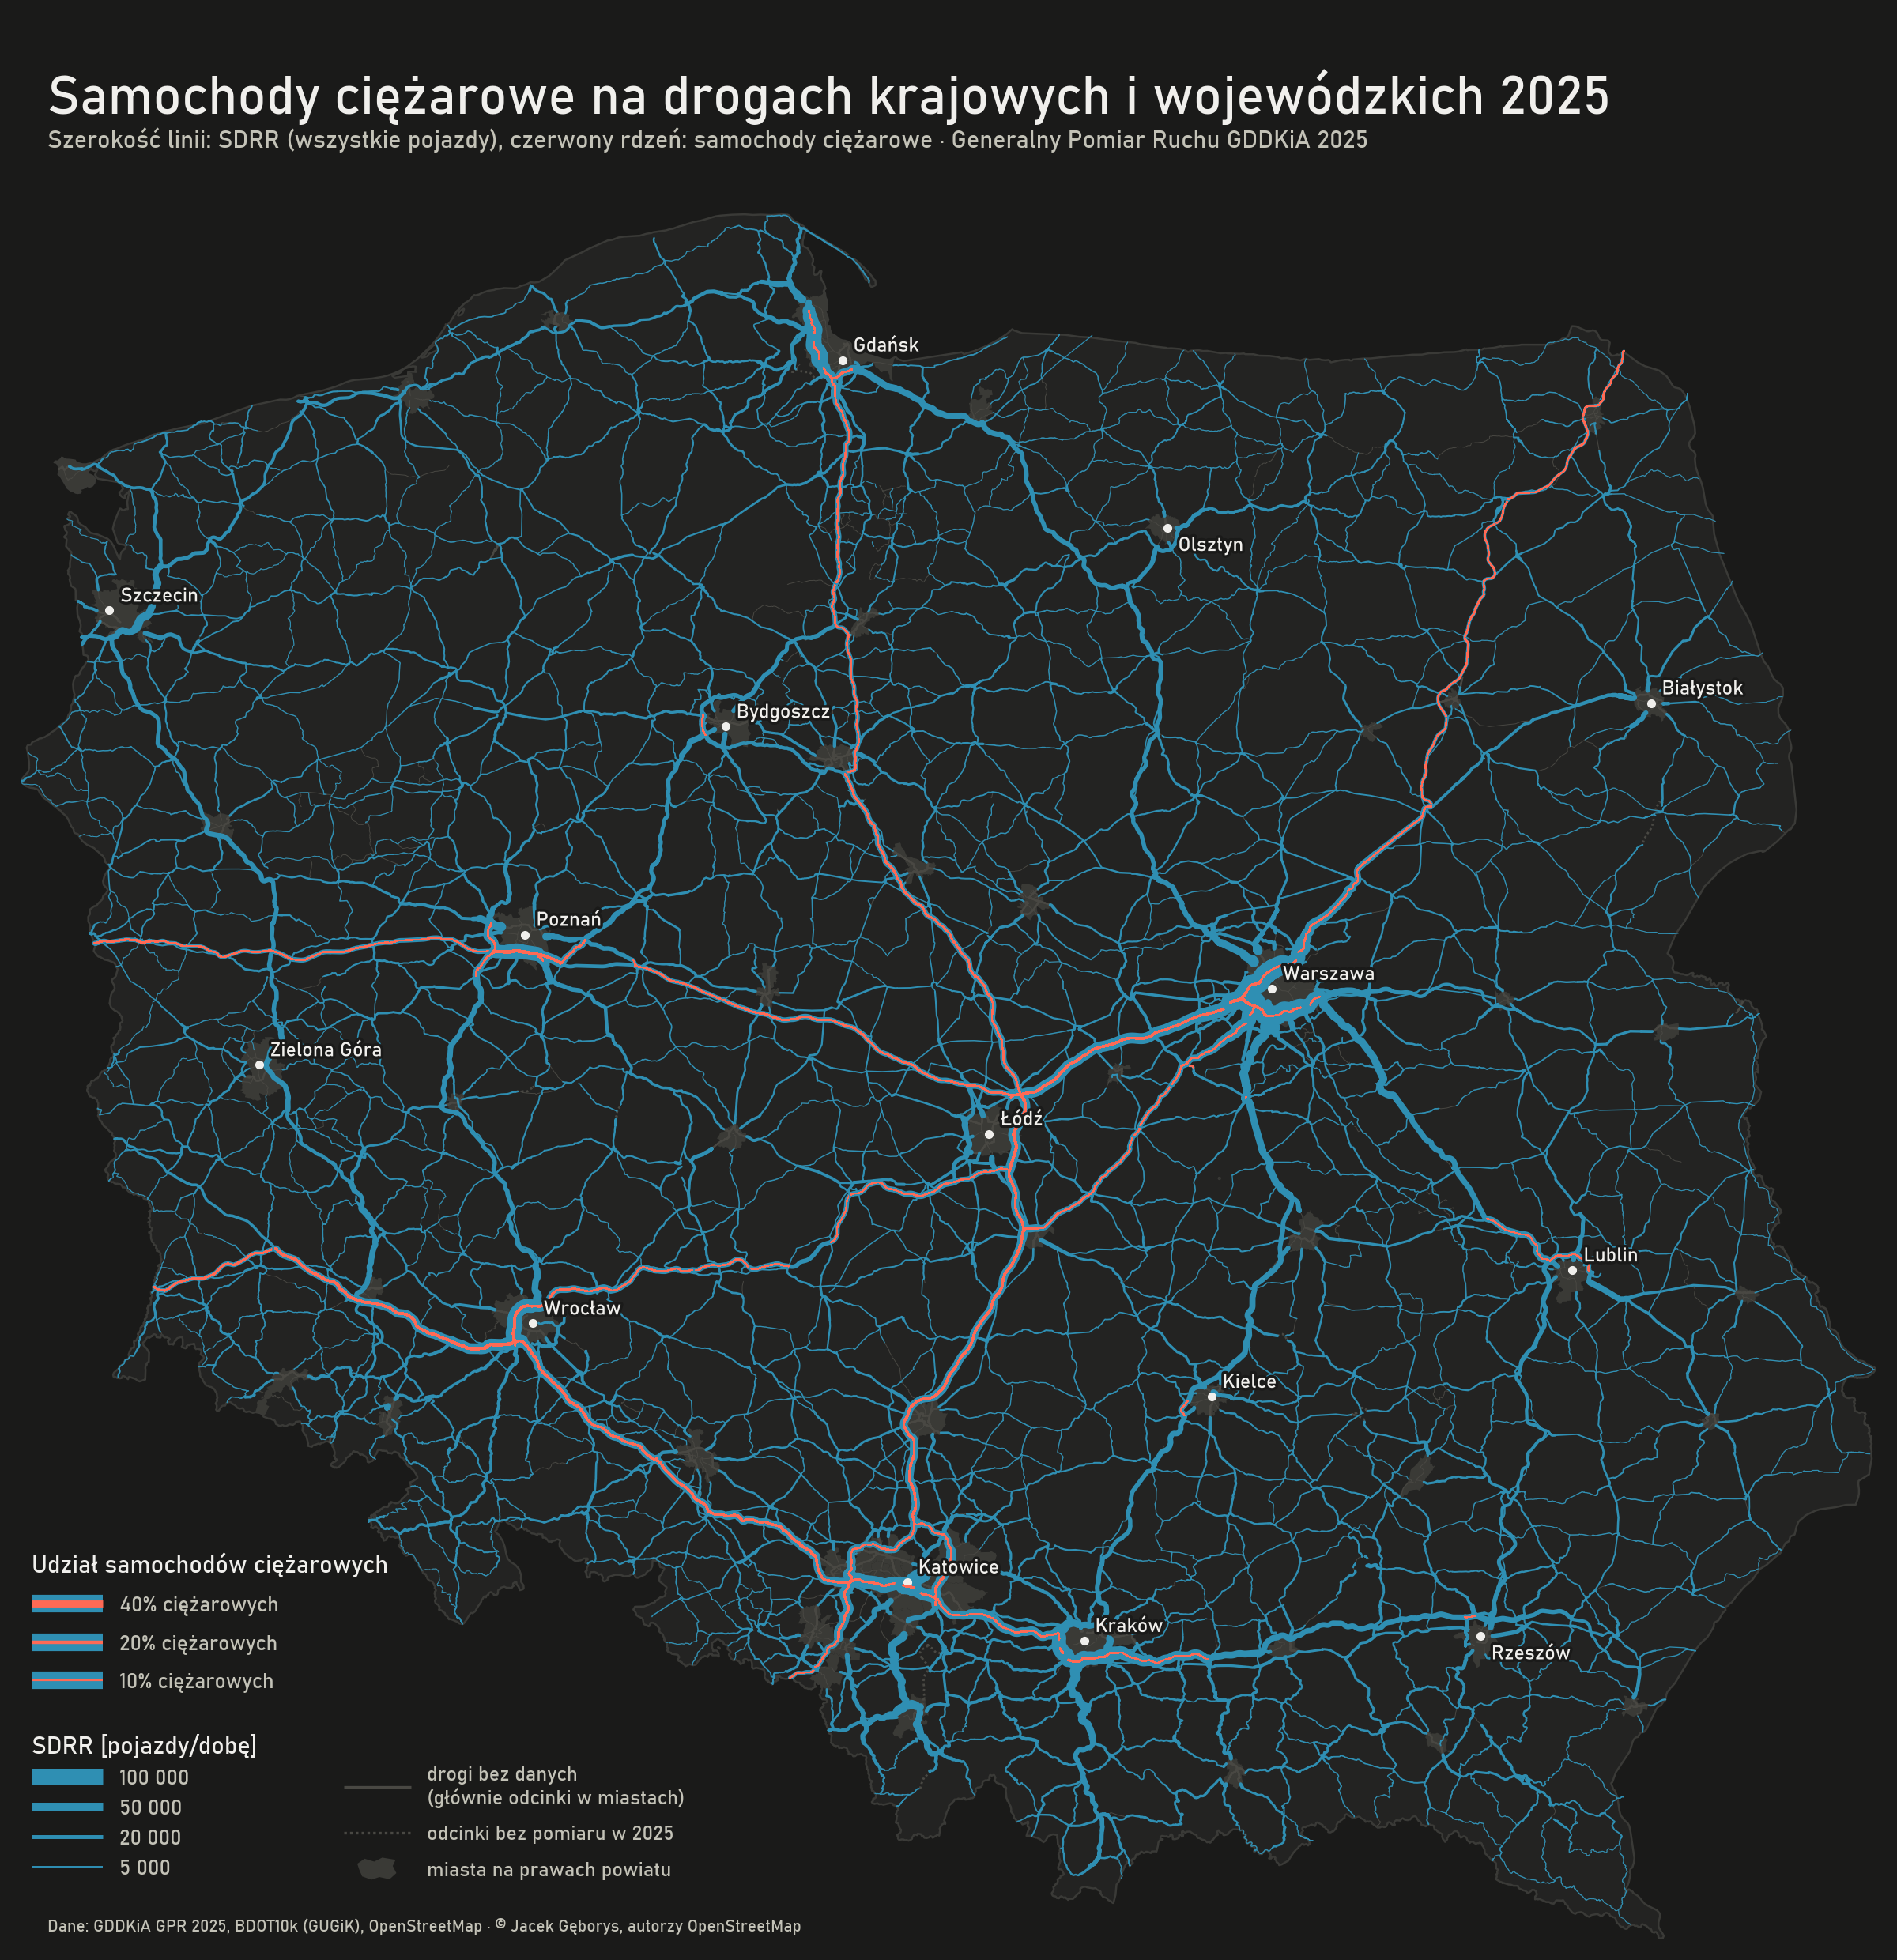 Samochody ciężarowe na drogach krajowych i wojewódzkich 2025
Szerokość linii: SDRR (wszystkie pojazdy), czerwony rdzeń: samochody ciężarowe · Generalny Pomiar Ruchu GDDKiA 2025
Gdańsk
Olsztyn
Szczecin
Białystok
Bydgoszcz
Poznań
Warszawa
Zielona Góra
Łódź
Lublin
Wrocław
Kielce
Katowice
Kraków
Rzeszów
Udział samochodów ciężarowych
40% ciężarowych
20% ciężarowych
10% ciężarowych
SDRR [pojazdy/dobę]
100 000
50 000
20 000
5 000
drogi bez danych
(głównie odcinki w miastach)
odcinki bez pomiaru w 2025
miasta na prawach powiatu
Dane: GDDKiA GPR 2025, BDOT10k (GUGiK), OpenStreetMap · © Jacek Gęborys, autorzy OpenStreetMap